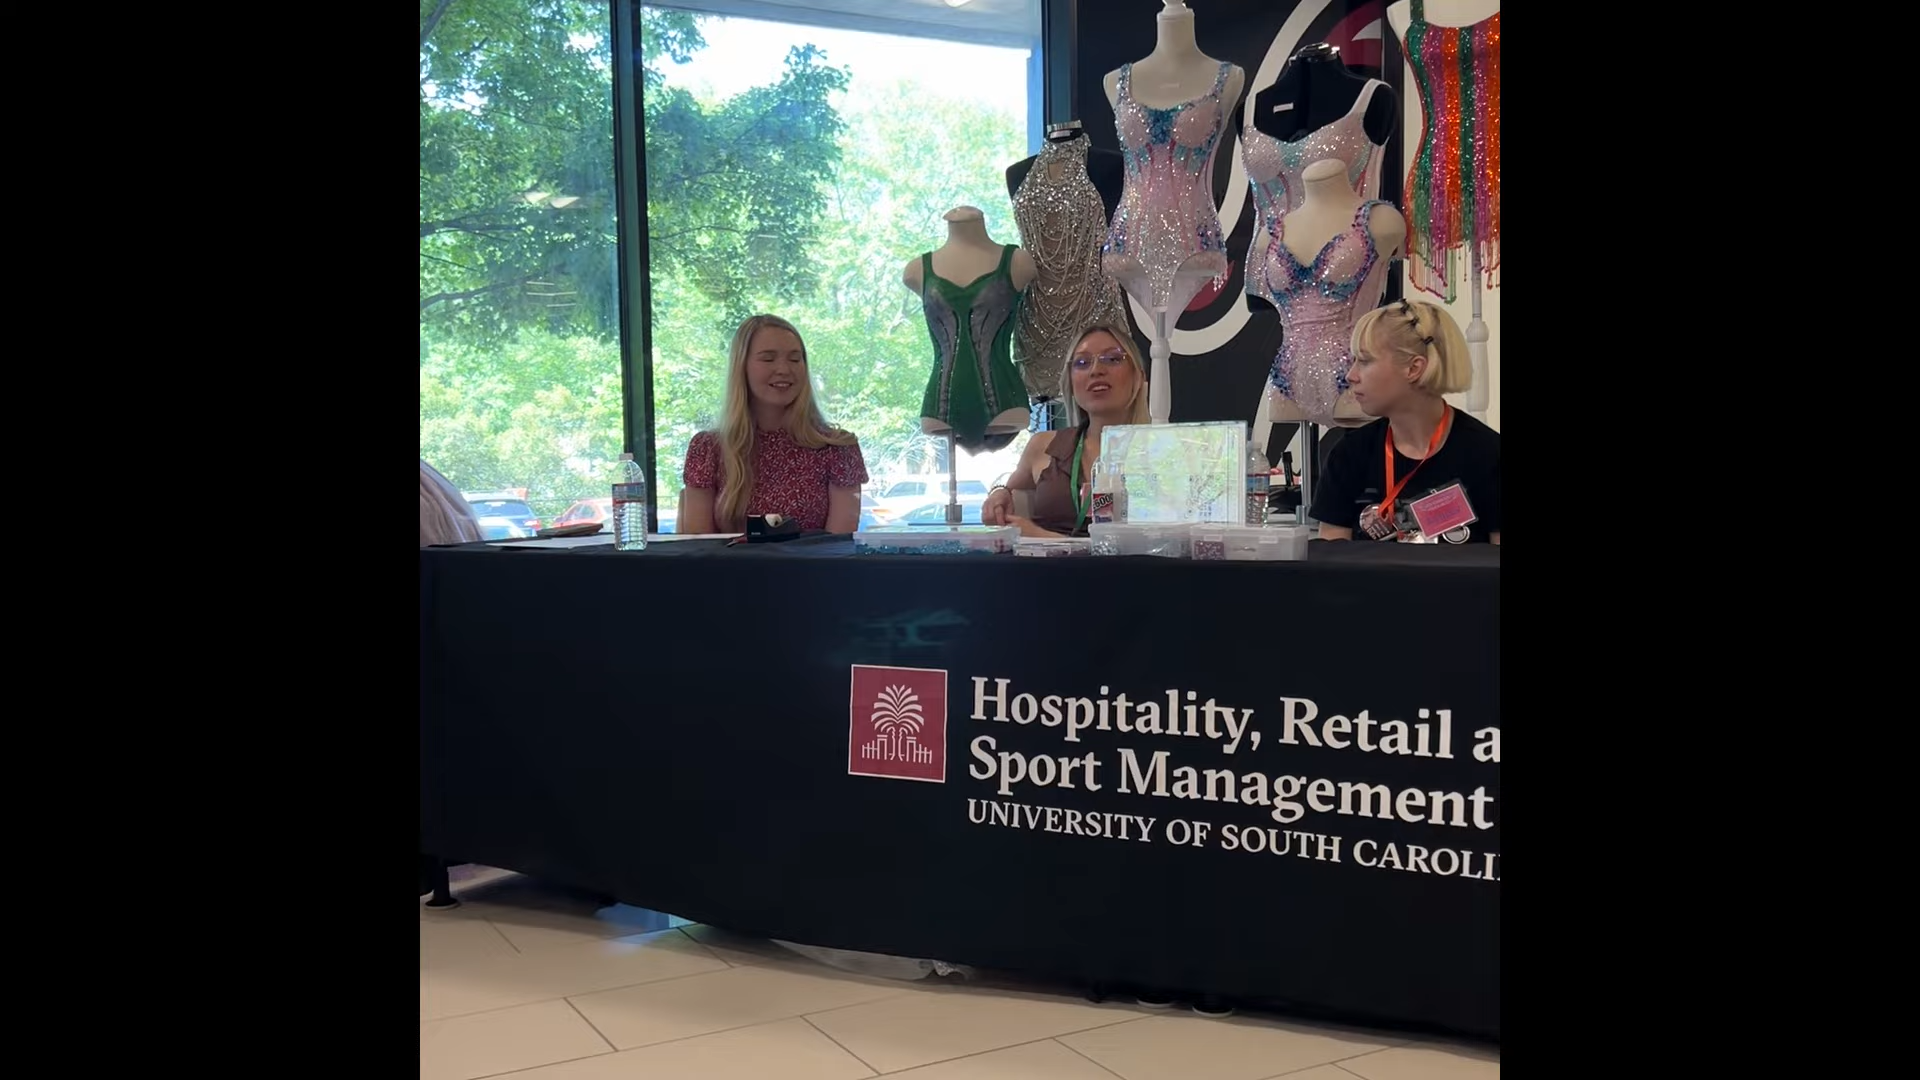 Hospitality, Retail a
Sport Management
UNIVERSITY OF SOUTH CAROLI